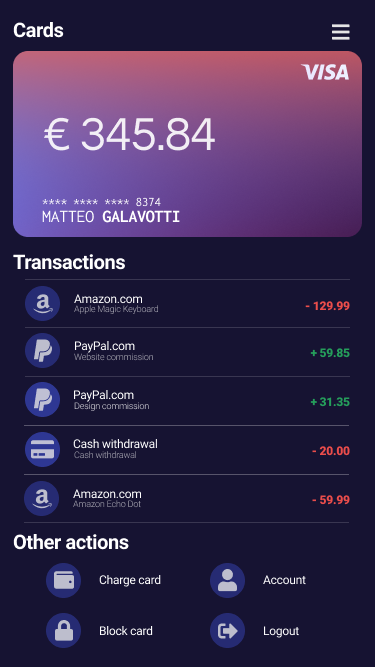 Cards
VISA
€ 345.84
**** **** **** 8374
MATTEO GALAVOTTI
Transactions
Amazon.com
Apple Magic Keyboard
- 129.99
PayPal.com
Website commission
+ 59.85
PayPal.com
Design commission
+ 31.35
Cash withdrawal
Cash withdrawal
- 20.00
Amazon.com
Amazon Echo Dot
- 59.99
Other actions
Charge card
Account
Block card
Logout